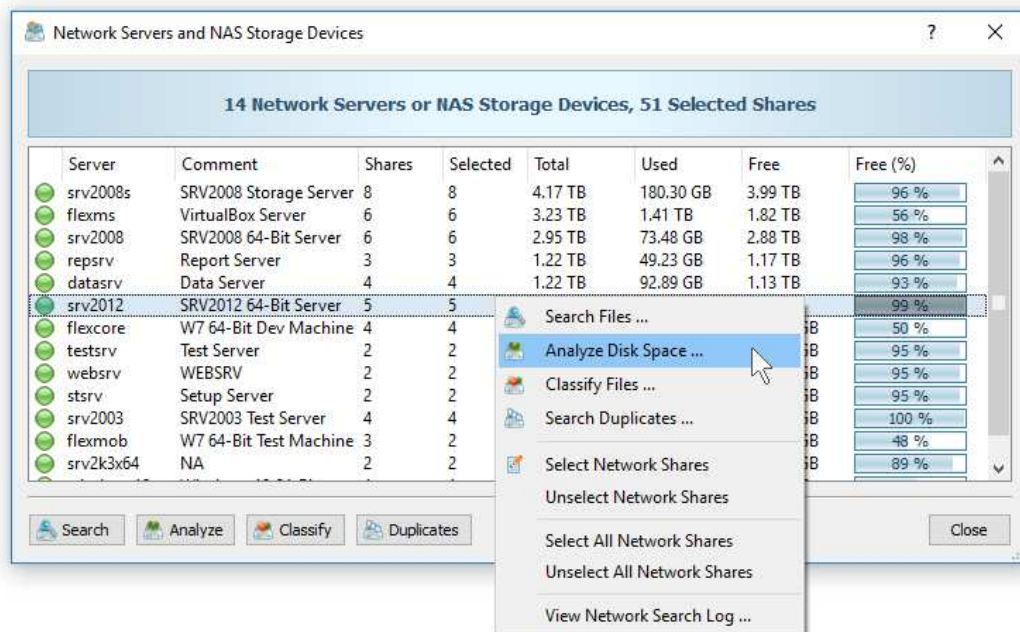 Network Servers and NAS Storage Devices ? ×
14 Network Servers or NAS Storage Devices, 51 Selected Shares
Server Comment Shares Selected Total Used Free Free (%)
srv2008s SRV2008 Storage Server 8 8 4.17 TB 180.30 GB 3.99 TB 96 %
flexms VirtualBox Server 6 6 3.23 TB 1.41 TB 1.82 TB 56 %
srv2008 SRV2008 64-Bit Server 6 6 2.95 TB 73.48 GB 2.88 TB 98 %
repsrv Report Server 3 3 1.22 TB 49.23 GB 1.17 TB 96 %
datasrv Data Server 4 4 1.22 TB 92.89 GB 1.13 TB 93 %
srv2012 SRV2012 64-Bit Server 5 5 99 %
flexcore W7 64-Bit Dev Machine 4 4 GB 50 %
testsrv Test Server 2 2 GB 95 %
websrv WEBSRV 2 2 GB 95 %
stsrv Setup Server 2 2 GB 95 %
srv2003 SRV2003 Test Server 4 4 GB 100 %
flexmob W7 64-Bit Test Machine 3 2 GB 48 %
srv2k3x64 NA 2 2 GB 89 %
Search Files ...
Analyze Disk Space ...
Classify Files ...
Search Duplicates ...
Select Network Shares
Unselect Network Shares
Select All Network Shares
Unselect All Network Shares
View Network Search Log ...
Search Analyze Classify Duplicates Close